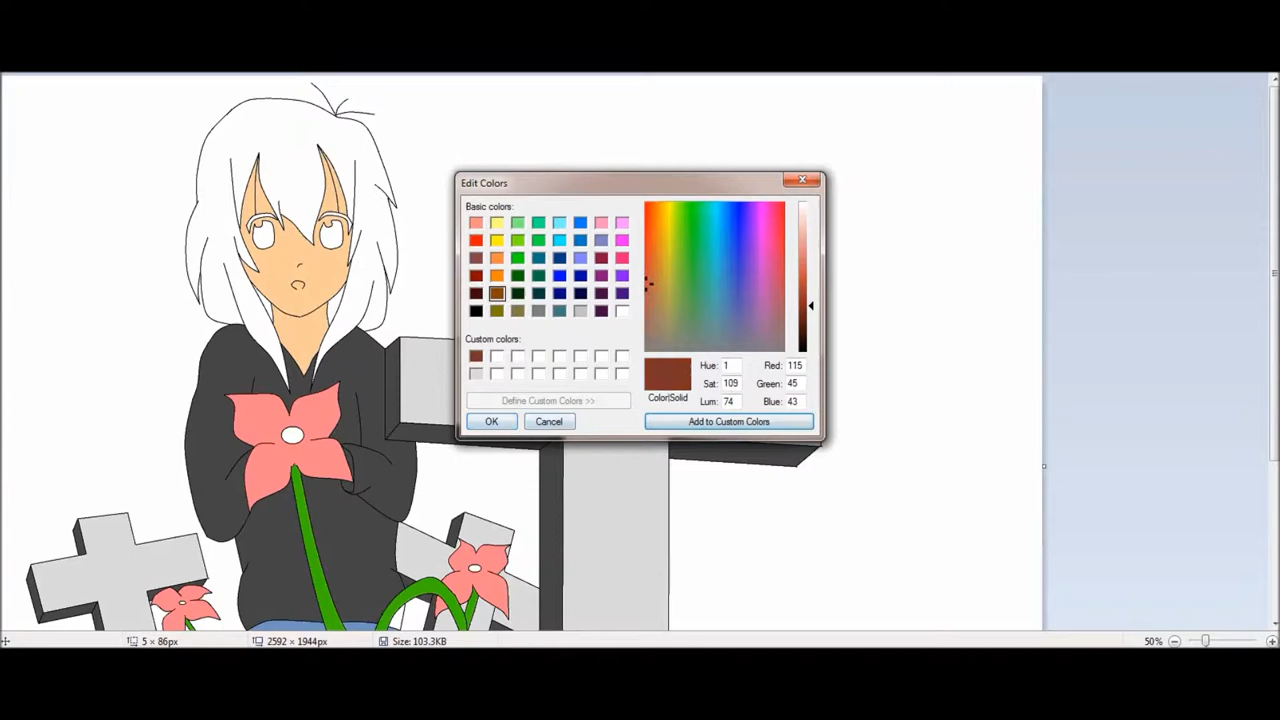 Edit Colors
Basic colors:
Custom colors:
Define Custom Colors >>
OK Cancel
Hue: 1 Red: 115
Sat: 109 Green: 45
Color|Solid Lum: 74 Blue: 43
Add to Custom Colors
5 × 86px 2592 × 1944px Size: 103.3KB 50%